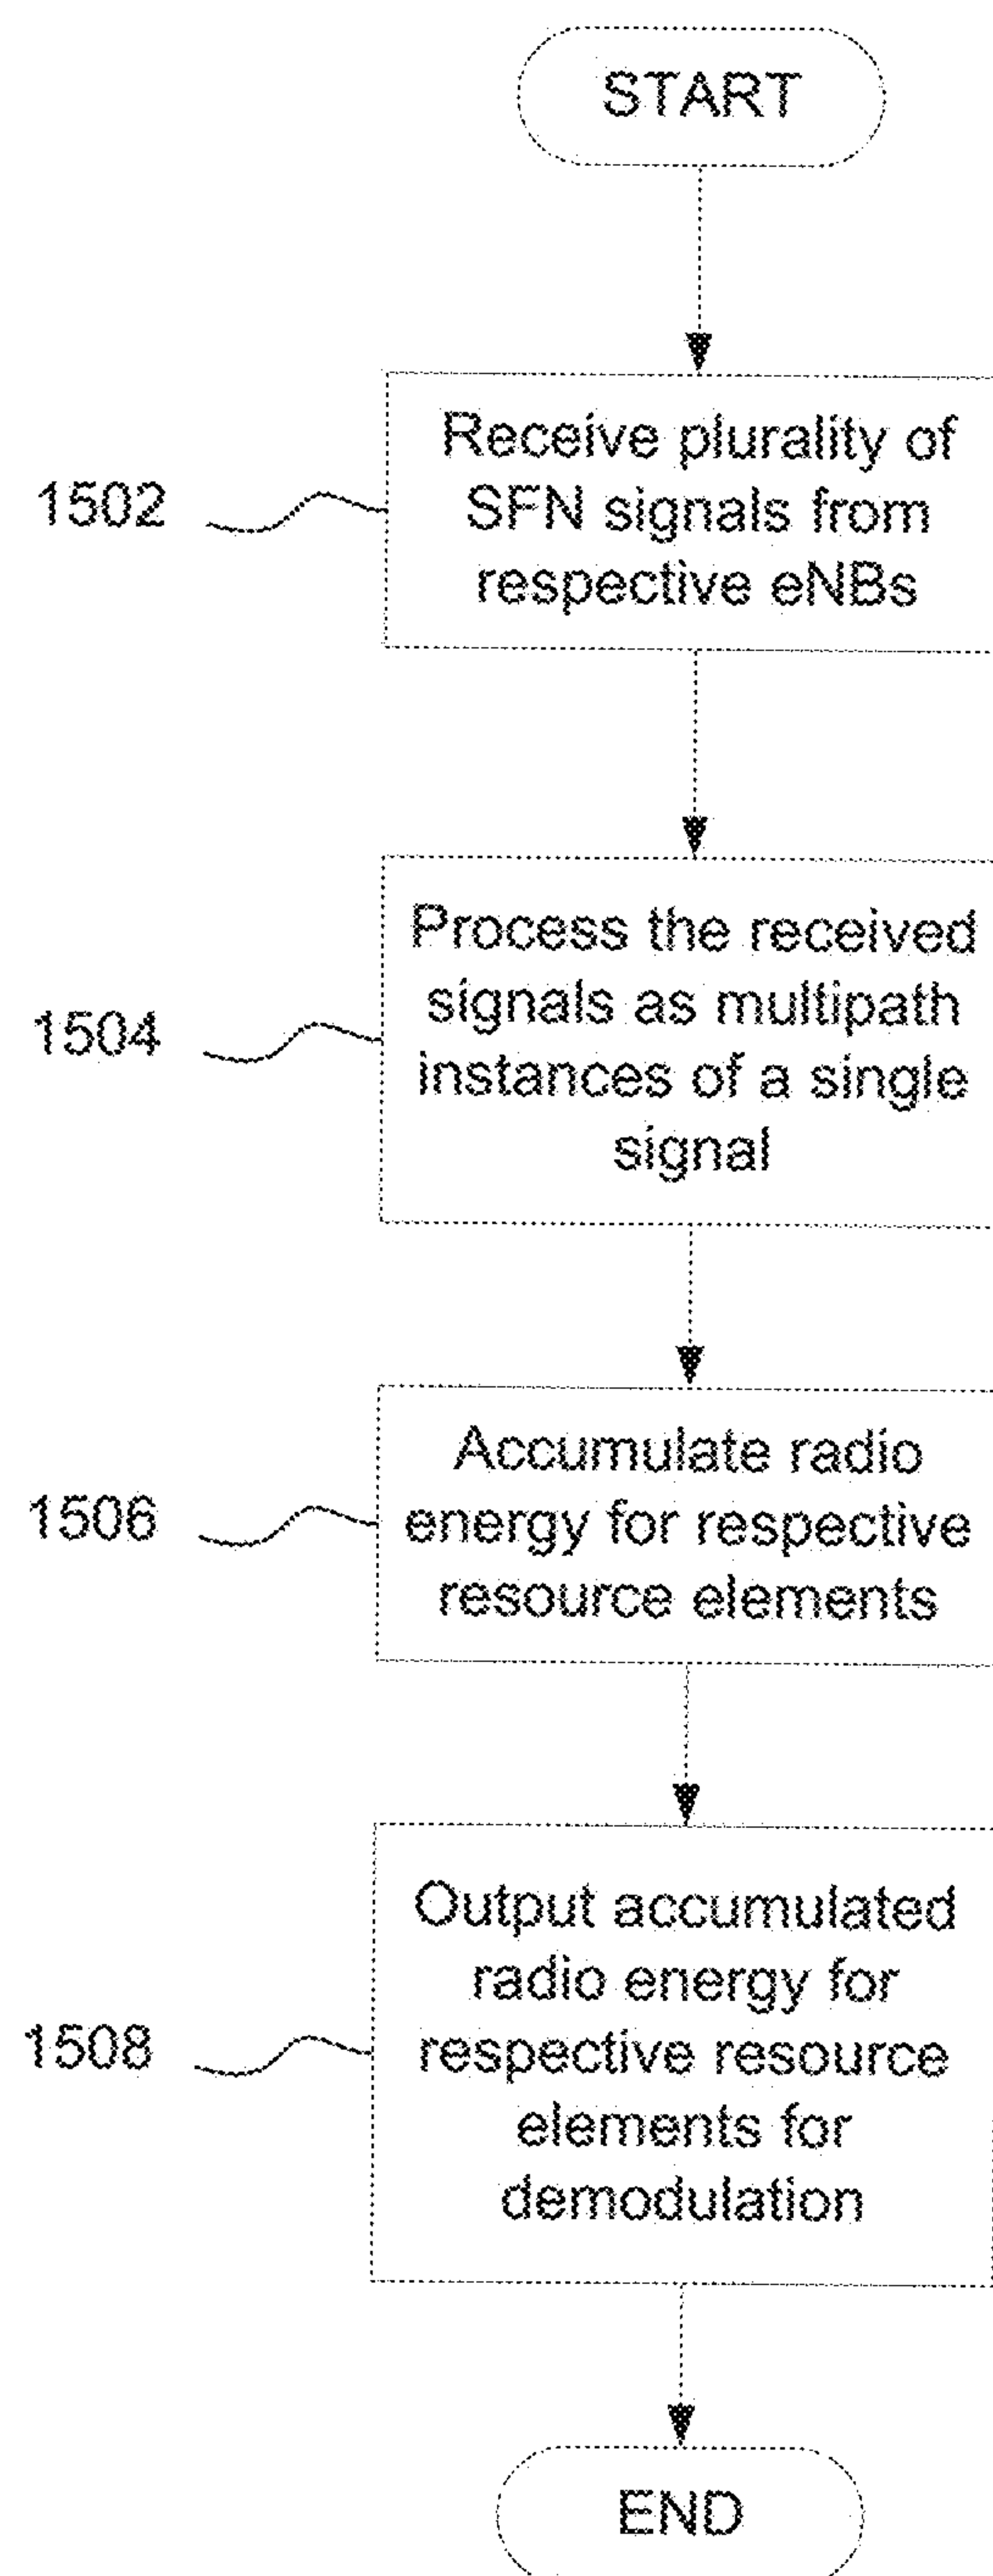 START
Receive plurality of
SFN signals from
respective eNBs
1502
Process the received
signals as multipath
instances of a single
signal
1504
Accumulate radio
energy for respective
resource elements
1506
Output accumulated
radio energy for
respective resource
elements for
demodulation
1508
END